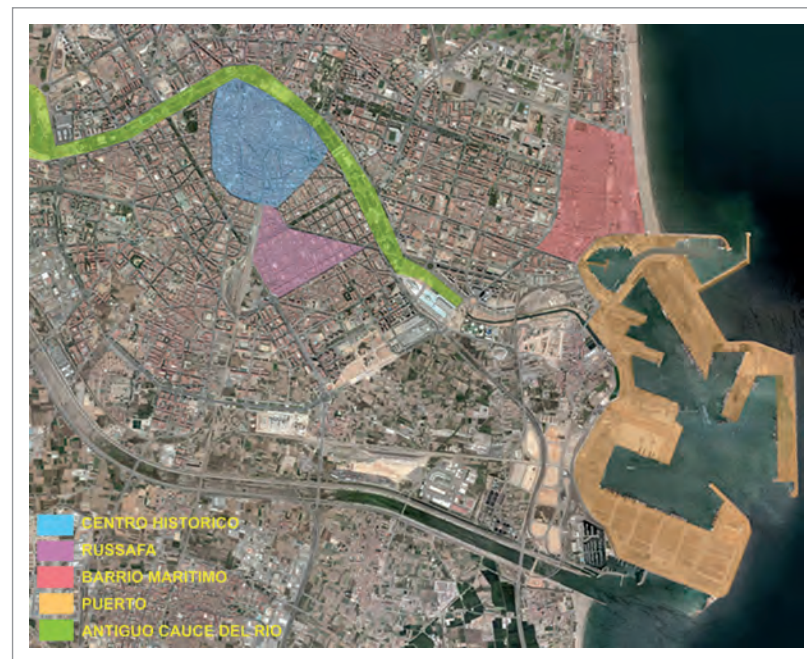 CENTRO HISTORICO
RUSSAFA
BARRIO MARITIMO
PUERTO
ANTIGUO CAUCE DEL RIO